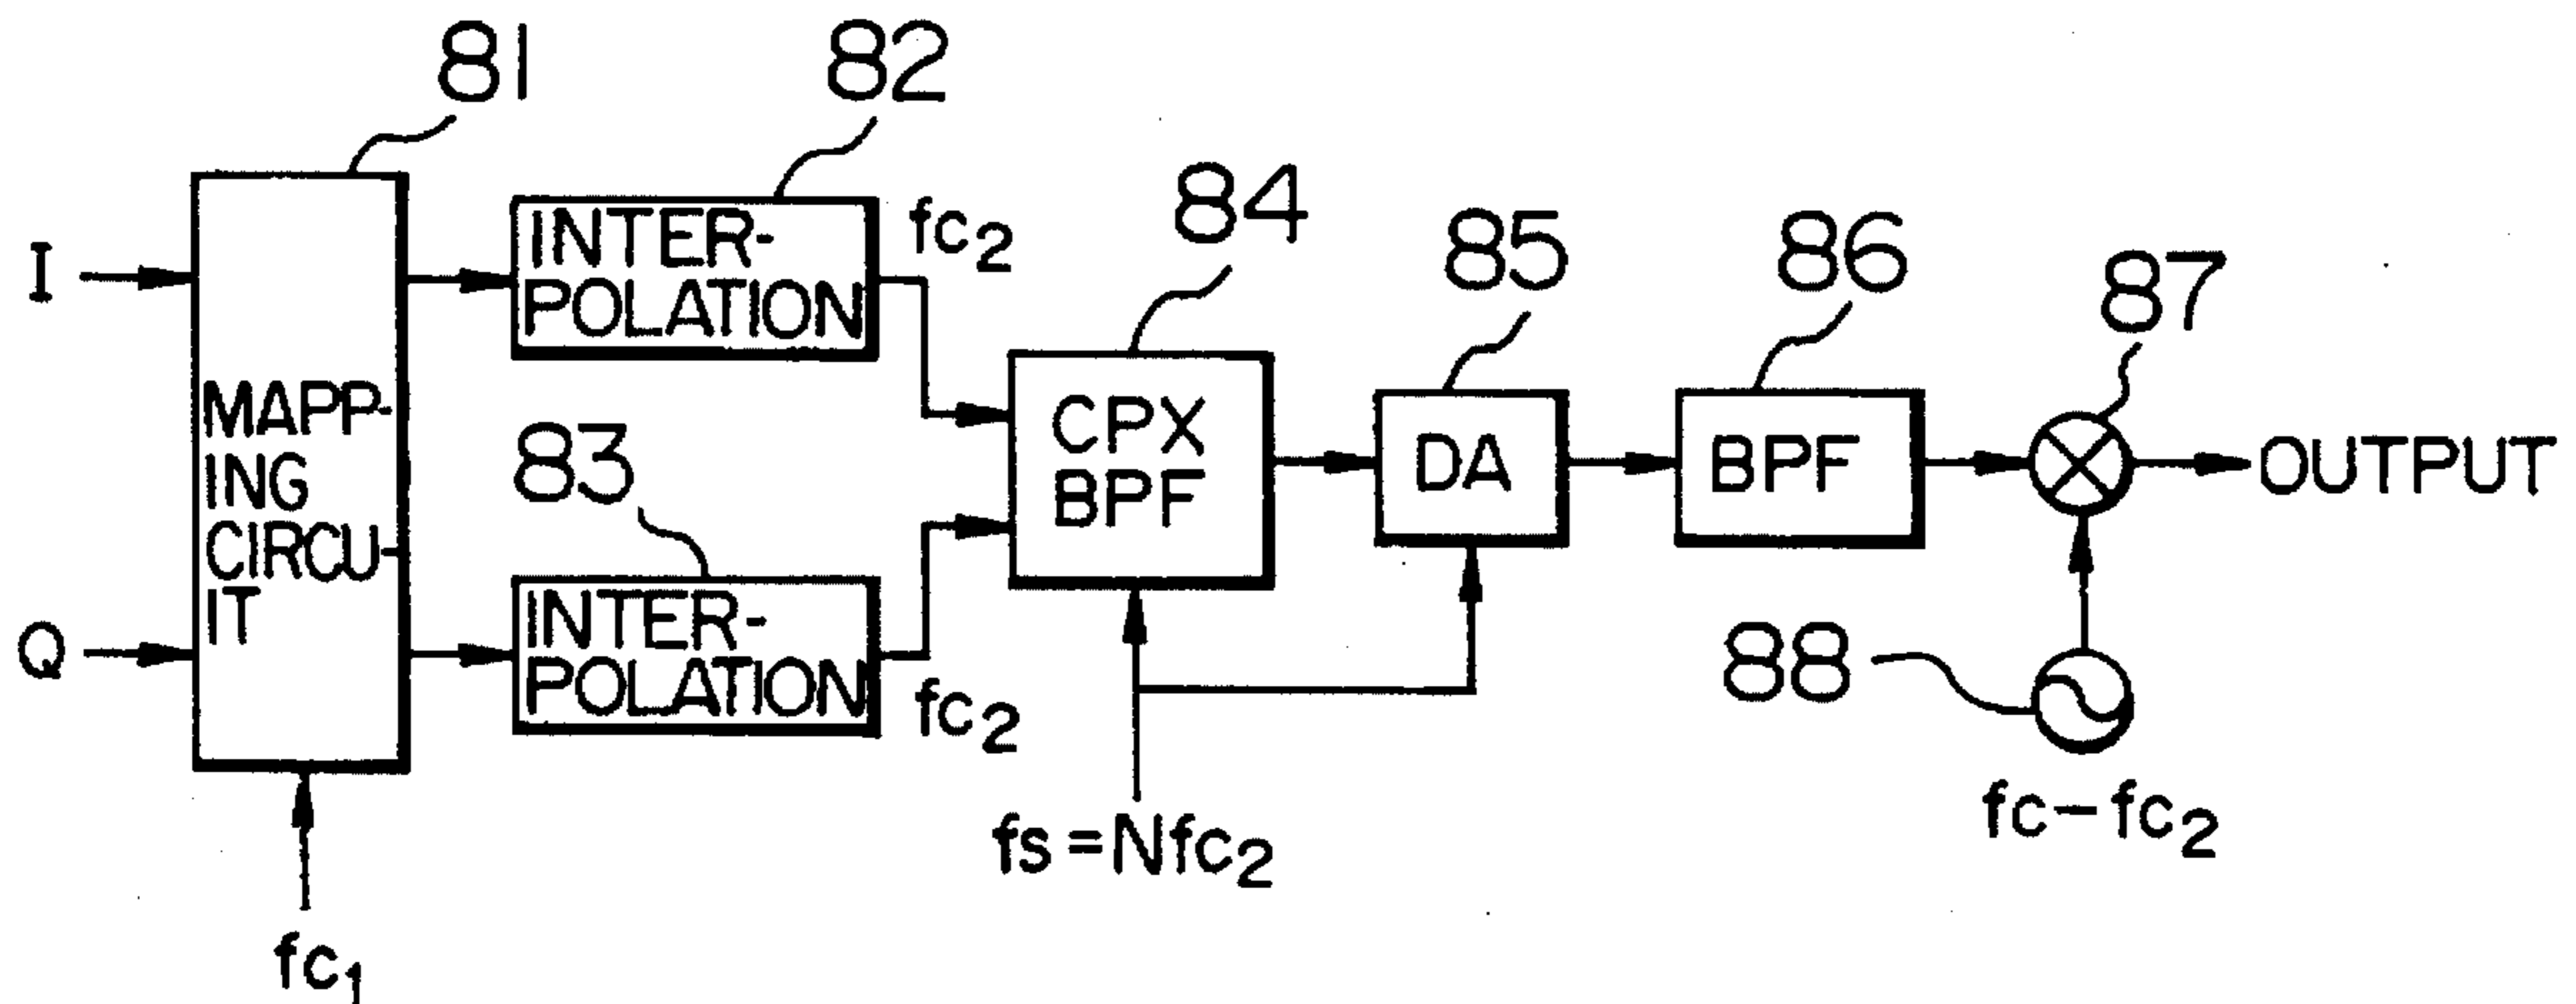 81
82
84
85
86
87
I
INTER-
POLATION
fc2
MAPP-
ING
CIRCU-
IT
CPX
BPF
DA
BPF
OUTPUT
83
Q
INTER-
POLATION
fc2
88
fs=Nfc2
fc-fc2
fc1